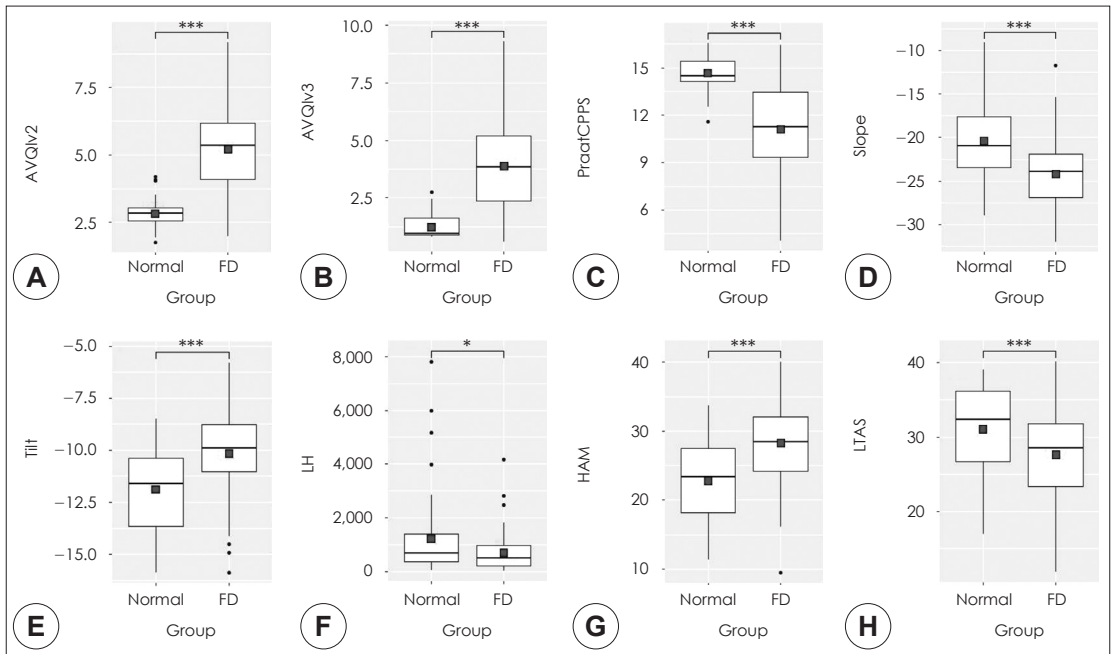 ***
AVQIv2
7.5
5.0
2.5
Normal FD
Group
A
***
AVQIv3
10.0
7.5
5.0
2.5
Normal FD
Group
B
***
PraatCPPS
15
12
9
6
Normal FD
Group
C
***
Slope
−10
−15
−20
−25
−30
Normal FD
Group
D
***
Tilt
−5.0
−7.5
−10.0
−12.5
−15.0
Normal FD
Group
E
*
LH
8,000
6,000
4,000
2,000
0
Normal FD
Group
F
***
HAM
40
30
20
10
Normal FD
Group
G
***
LTAS
40
30
20
Normal FD
Group
H